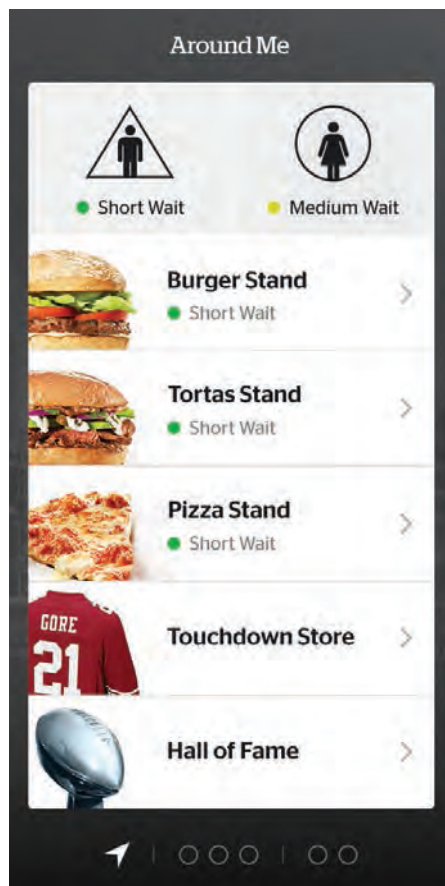 Around Me
Short Wait
Medium Wait
Burger Stand
Short Wait
Tortas Stand
Short Wait
Pizza Stand
Short Wait
GORE
21
Touchdown Store
Hall of Fame